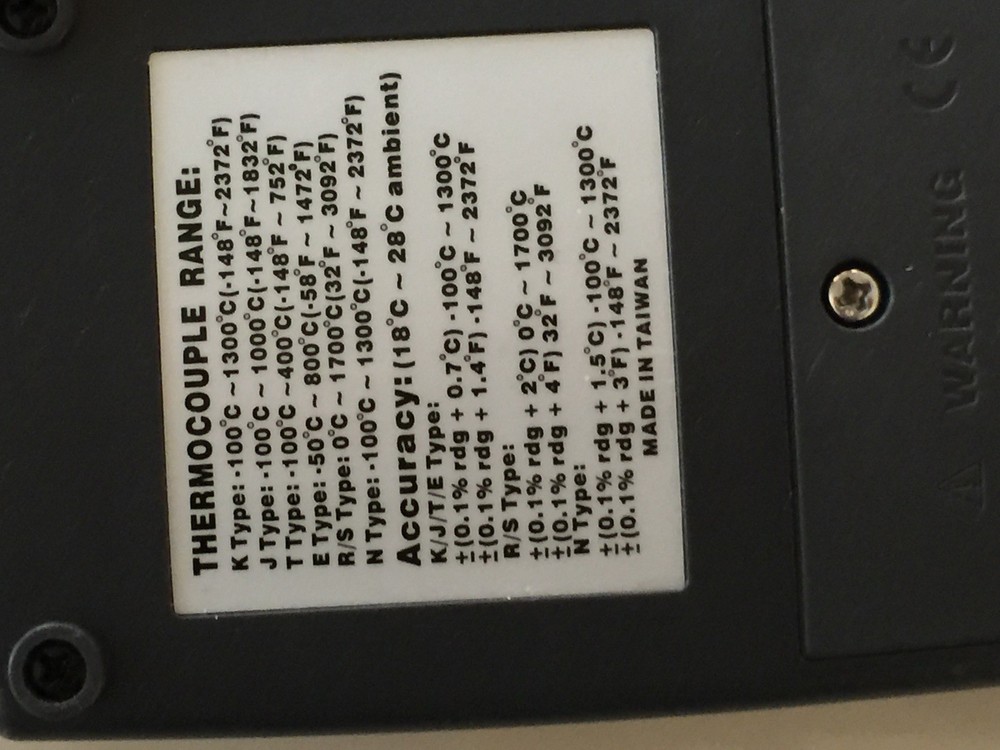 THERMOCOUPLE RANGE:
K Type: -100°C ~1300°C(-148°F~2372°F)
J Type: -100°C ~ 1000°C(-148°F~1832°F)
T Type: -100°C ~400°C(-148°F ~ 752°F)
E Type: -50°C ~ 800°C(-58°F ~ 1472°F)
R/S Type: 0°C ~ 1700°C(32°F ~ 3092°F)
N Type: -100°C ~ 1300°C(-148°F ~ 2372°F)
Accuracy:(18°C ~ 28°C ambient)
K/J/T/E Type:
±(0.1% rdg + 0.7°C) -100°C ~ 1300°C
±(0.1% rdg + 1.4°F) -148°F ~ 2372°F
R/S Type:
±(0.1% rdg + 2°C) 0°C ~ 1700°C
±(0.1% rdg + 4°F) 32°F ~ 3092°F
N Type:
±(0.1% rdg + 1.5°C) -100°C ~ 1300°C
±(0.1% rdg + 3°F) -148°F ~ 2372°F
MADE IN TAIWAN
WARNING CE